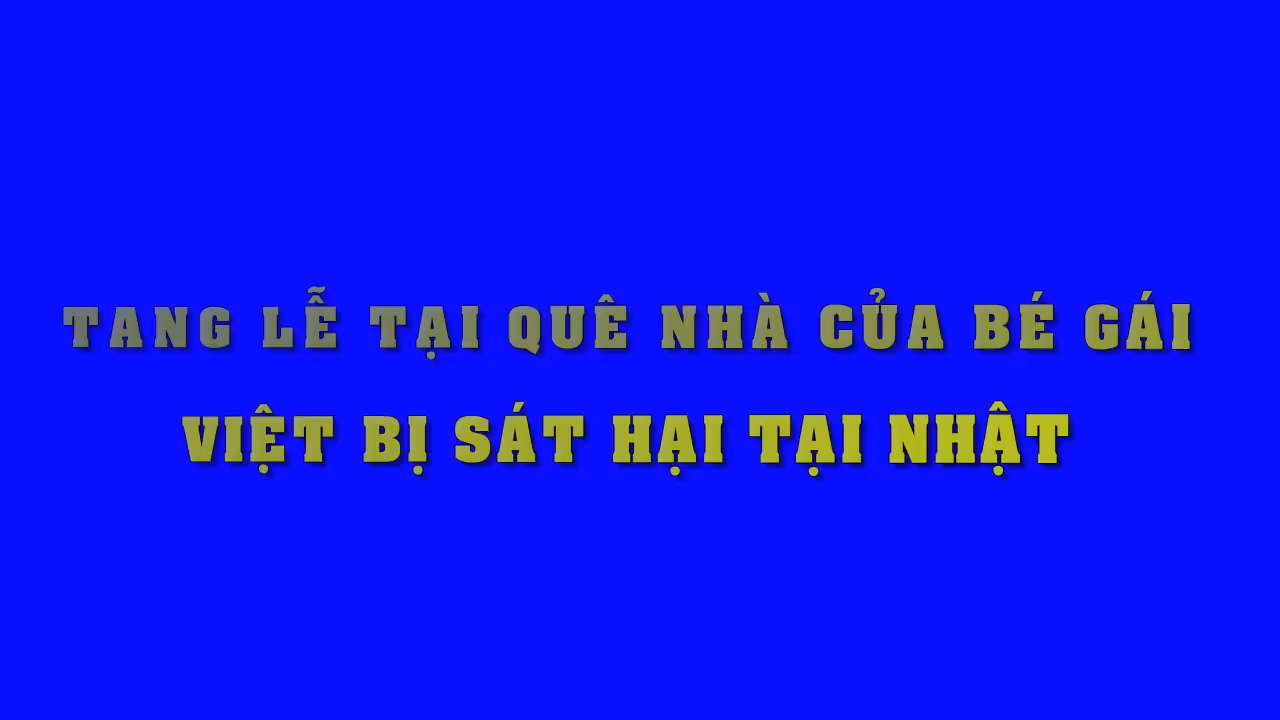 TANG LỄ TẠI QUÊ NHÀ CỦA BÉ GÁI
VIỆT BỊ SÁT HẠI TẠI NHẬT